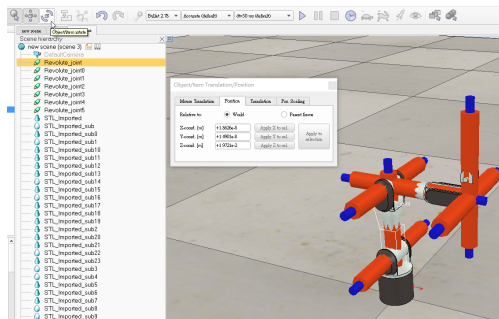 Bullet 2.78
Accurate (default)
dt=50 ms (default)
new scene
Object/item rotate
Scene hierarchy
new scene (scene 3)
DefaultCamera
Revolute_joint
Revolute_joint0
Revolute_joint1
Revolute_joint2
Revolute_joint4
Revolute_joint
STL_Imported
STL_Imported_sub
STL_Imported_sub0
STL_Imported_sub1
STL_Imported_sub10
STL_Imported_sub11
STL_Imported_sub12
STL_Imported_sub13
STL_Imported_sub14
STL_Imported_sub15
STL_Imported_sub16
STL_Imported_sub17
STL_Imported_sub18
STL_Imported_sub19
STL_Imported_sub2
STL_Imported_sub20
STL_Imported_sub21
STL_Imported_sub22
STL_Imported_sub23
STL_Imported_sub3
STL_Imported_sub4
STL_Imported_sub5
STL_Imported_sub6
STL_Imported_sub7
STL_Imported_sub8
STL_Imported_sub9
Object/Item Translation/Position
Mouse Translation
Position
Translation
Pos. Scaling
Relative to:
World
Parent frame
X-coord. [m]
Apply X to sel.
Y-coord. [m]
Apply Y to sel.
Z-coord. [m]
Apply Z to sel.
Apply to
selection